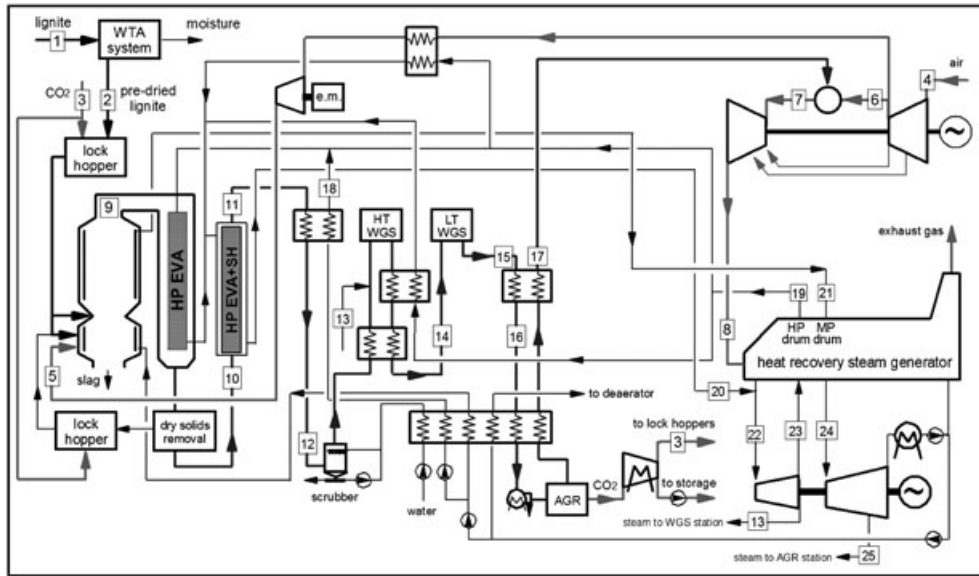 lignite
1
WTA
system
moisture
CO2
3
2
pre-dried
lignite
lock
hopper
e.m.
air
4
7
6
9
11
18
HP EVA
HP EVA+SH
HT
WGS
LT
WGS
15
17
13
14
16
exhaust gas
19
21
8
HP
drum
MP
drum
heat recovery steam generator
5
slag
10
20
to deaerator
lock
hopper
dry solids
removal
12
scrubber
water
AGR
CO2
to lock hoppers
3
to storage
22
23
24
steam to WGS station
13
steam to AGR station
25